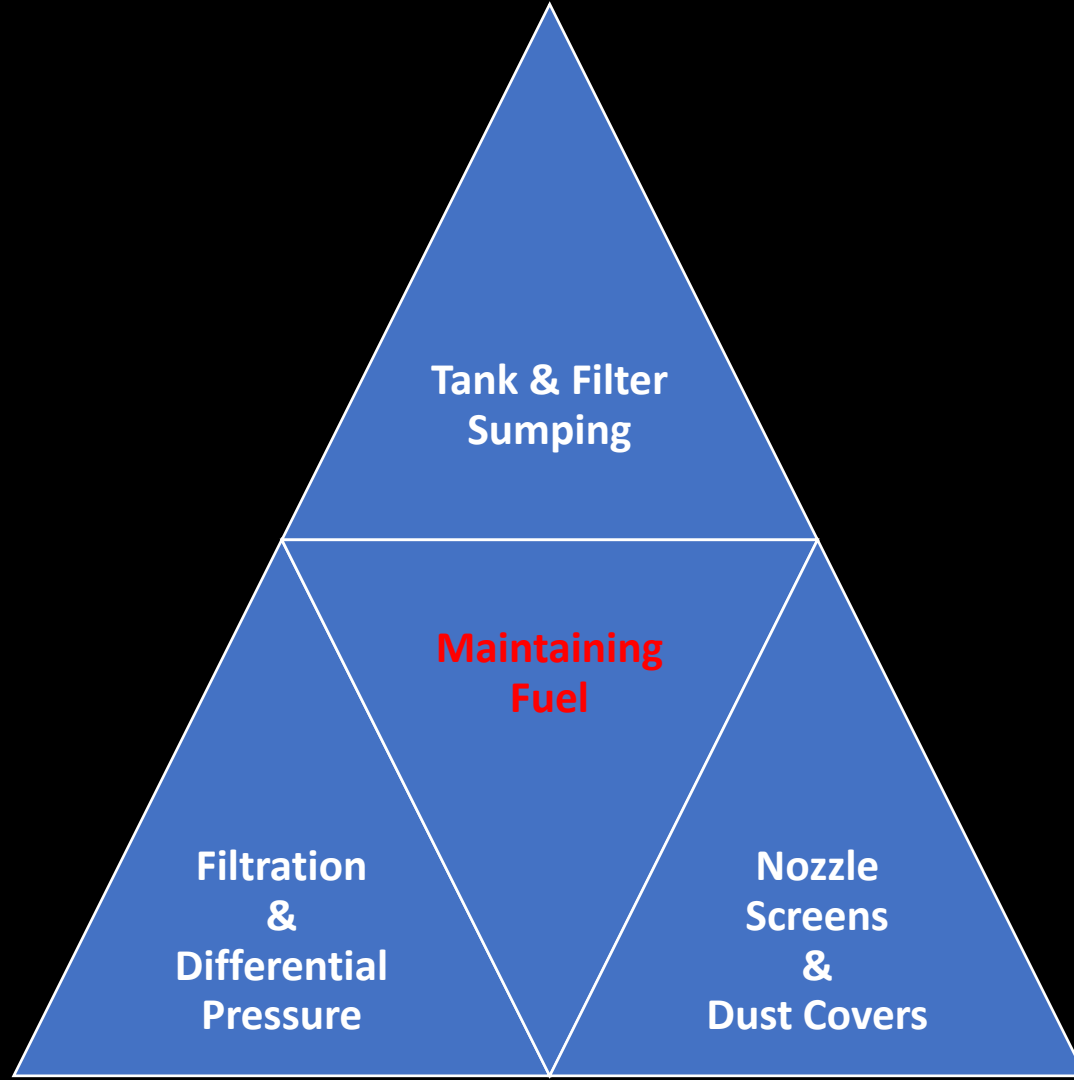 Tank & Filter
Sumping
Maintaining
Fuel
Filtration
&
Differential
Pressure
Nozzle
Screens
&
Dust Covers